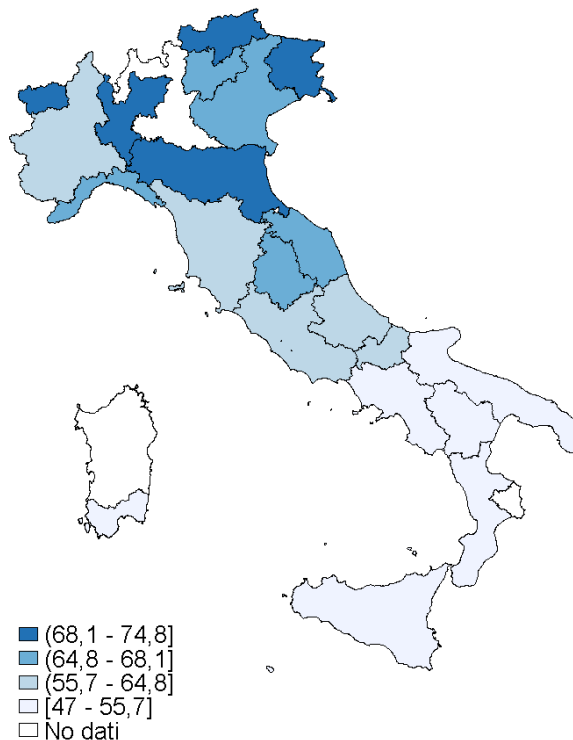 (68,1 - 74,8]
(64,8 - 68,1]
(55,7 - 64,8]
[47 - 55,7]
No dati